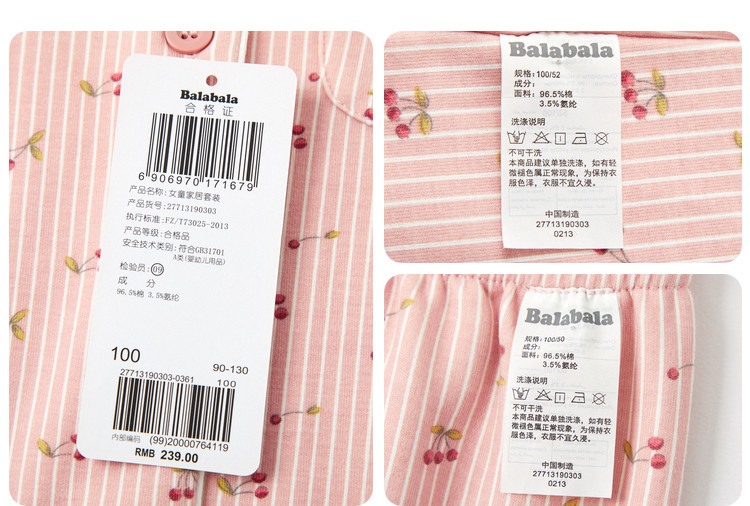 Balabala
合格证
6 906970 171679
产品名称: 女童家居套装
产品货号: 27713190303
执行标准: FZ/T73025-2013
产品等级: 合格品
安全技术类别: 符合GB31701
A类(婴幼儿用品)
检验员: 09
成 分
96.5%棉 3.5%氨纶
100
90-130
27713190303-0361 100
内部编码 (99)20000764119
RMB 239.00
Balabala
规格: 100/52
成分:
面料: 96.5%棉
3.5%氨纶
洗涤说明
不可干洗
本商品建议单独洗涤, 如有轻
微褪色属正常现象, 为保持衣
服色泽, 衣服不宜久浸。
中国制造
27713190303
0213
Balabala
规格: 100/50
成分:
面料: 96.5%棉
3.5%氨纶
洗涤说明
不可干洗
本商品建议单独洗涤, 如有轻
微褪色属正常现象, 为保持衣
服色泽, 衣服不宜久浸。
中国制造
27713190303
0213